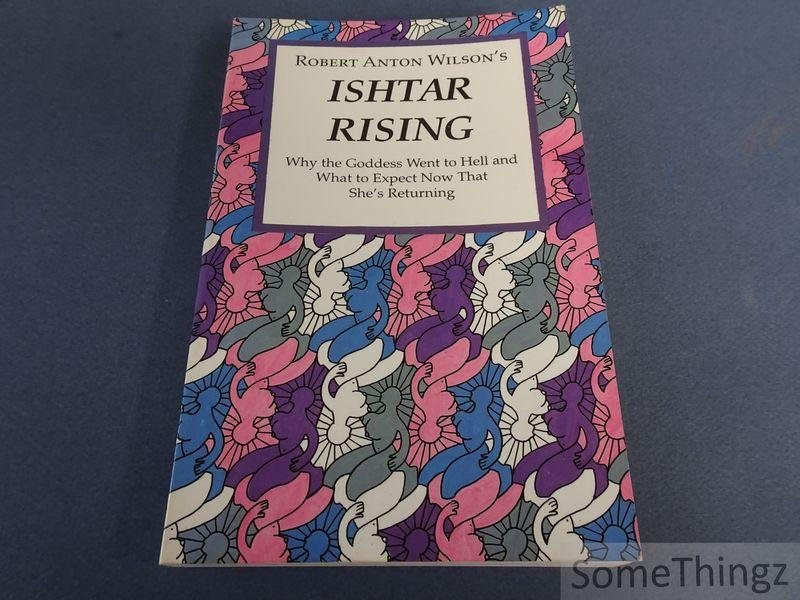 ROBERT ANTON WILSON'S
ISHTAR
RISING
Why the Goddess Went to Hell and
What to Expect Now That
She's Returning
SomeThingz